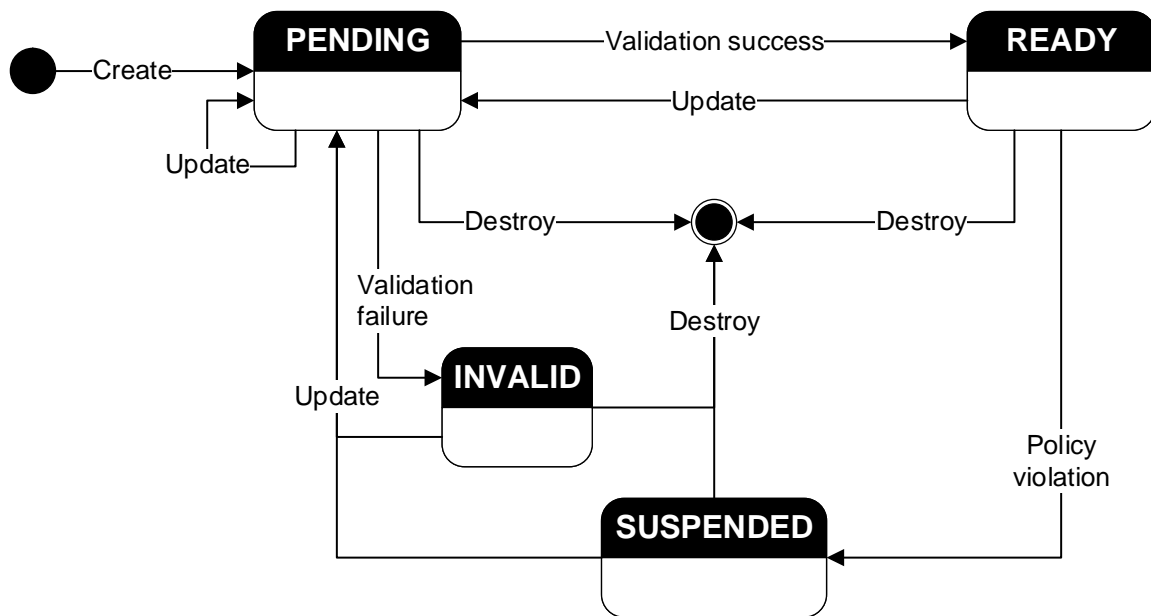 PENDING
Validation success
READY
Create
Update
Update
Destroy
Destroy
Validation
failure
Destroy
INVALID
Update
Policy
violation
SUSPENDED